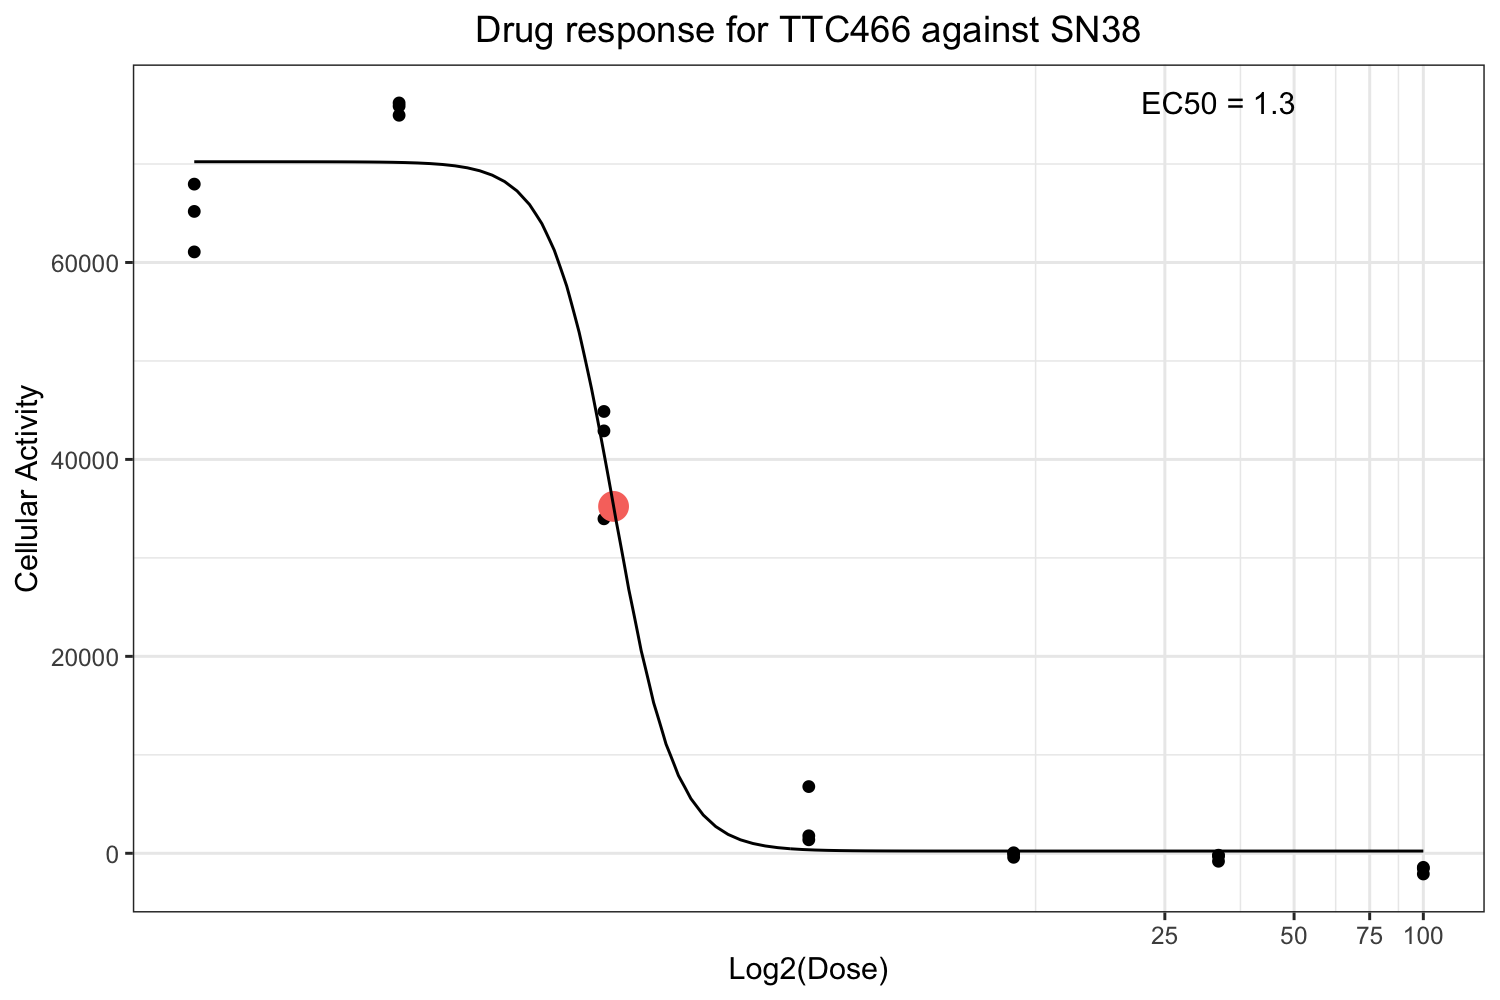 Drug response for TTC466 against SN38
EC50 = 1.3
Cellular Activity
60000
40000
20000
0
25 50 75 100
Log2(Dose)